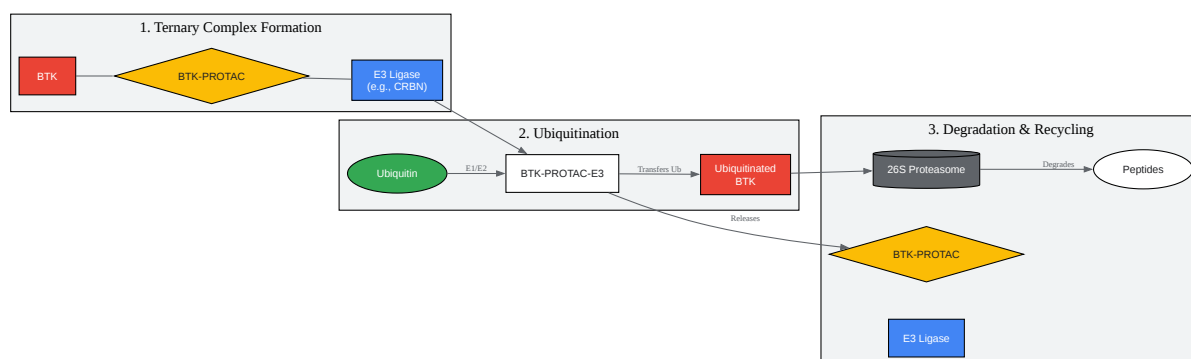 1. Ternary Complex Formation
BTK
BTK-PROTAC
E3 Ligase
(e.g., CRBN)
2. Ubiquitination
Ubiquitin
E1/E2
BTK-PROTAC-E3
Transfers Ub
Ubiquitinated
BTK
Releases
3. Degradation & Recycling
26S Proteasome
Degrades
Peptides
BTK-PROTAC
E3 Ligase